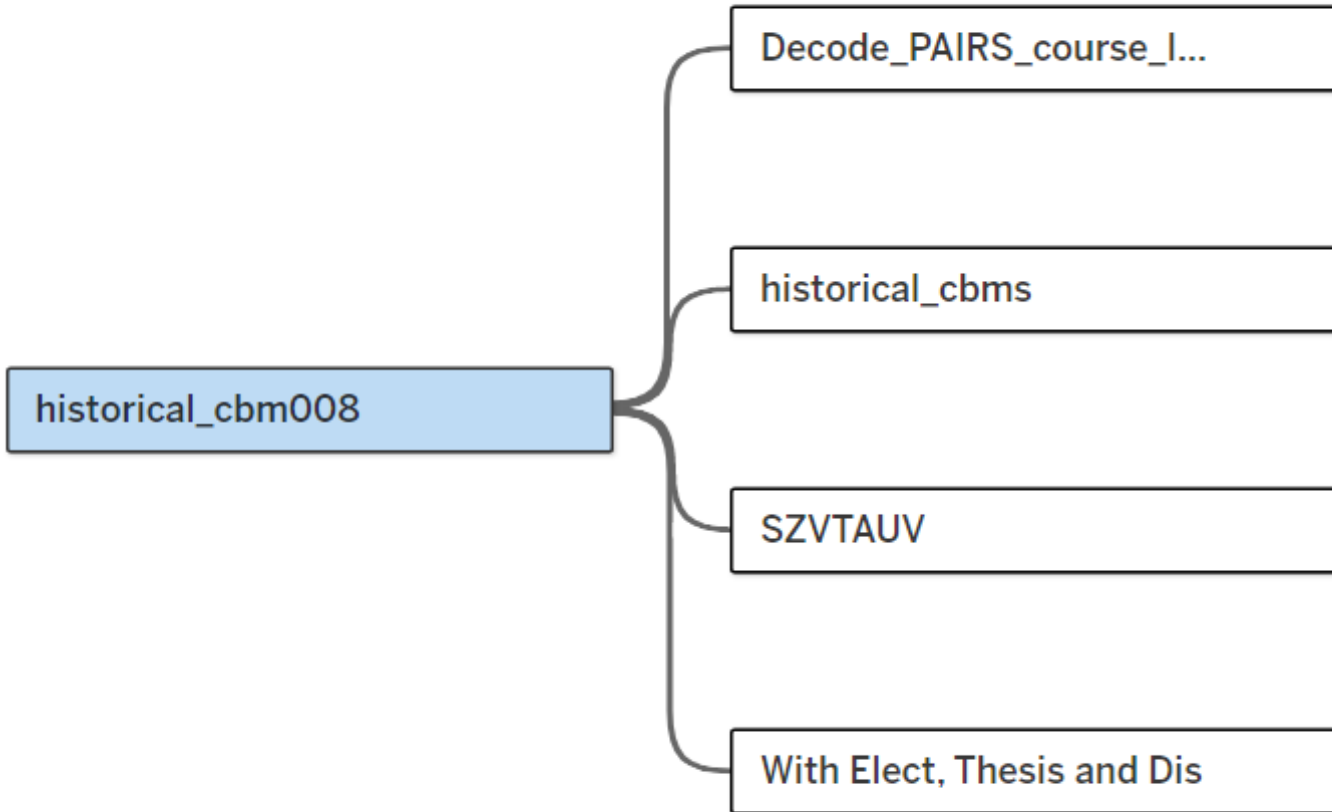 Decode_PAIRS_course_l...
historical_cbms
historical_cbm008
SZVTAUV
With Elect, Thesis and Dis